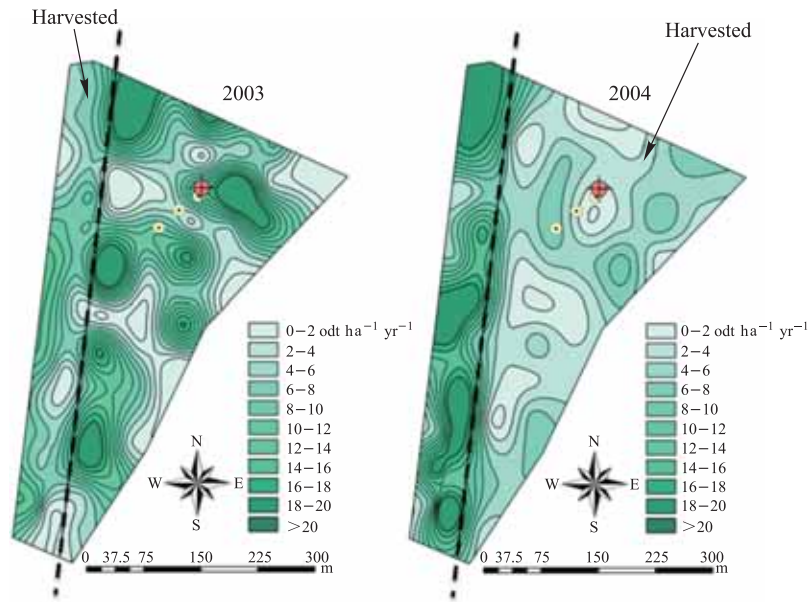 Harvested
2003
0–2 odt ha⁻¹ yr⁻¹
2–4
4–6
6–8
8–10
10–12
12–14
14–16
16–18
18–20
>20
N
W E
S
0 37.5 75 150 225 300
m
Harvested
2004
0–2 odt ha⁻¹ yr⁻¹
2–4
4–6
6–8
8–10
10–12
12–14
14–16
16–18
18–20
>20
N
W E
S
0 37.5 75 150 225 300
m